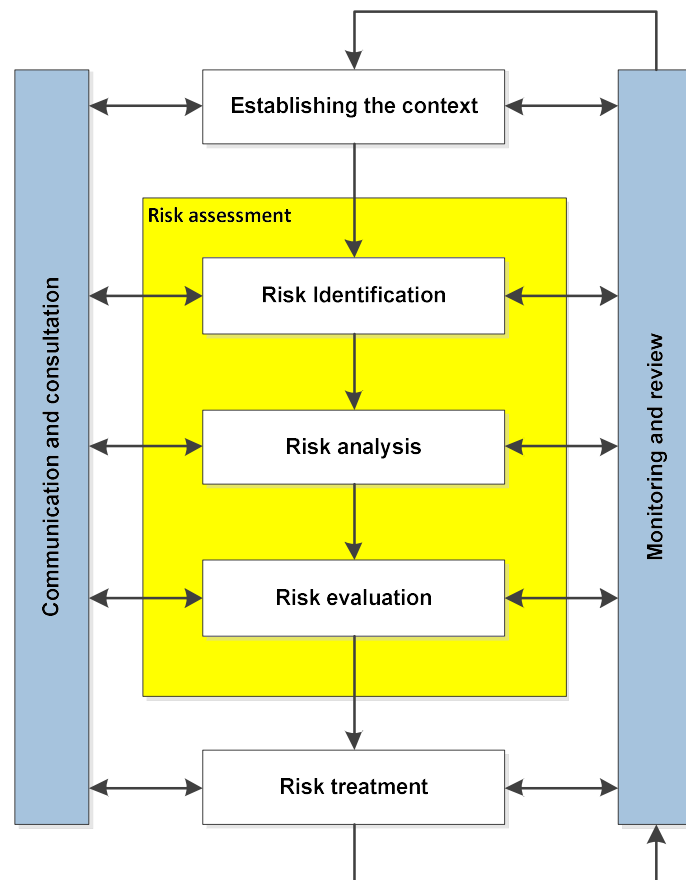 Establishing the context
Risk assessment
Risk Identification
Risk analysis
Risk evaluation
Risk treatment
Communication and consultation
Monitoring and review